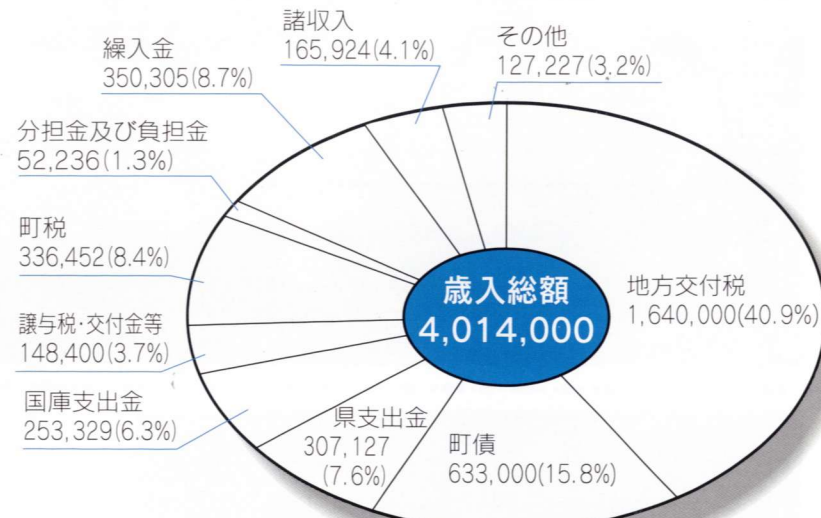 諸収入
165,924(4.1%)
その他
127,227(3.2%)
繰入金
350,305(8.7%)
分担金及び負担金
52,236(1.3%)
町税
336,452(8.4%)
譲与税・交付金等
148,400(3.7%)
国庫支出金
253,329(6.3%)
県支出金
307,127
(7.6%)
町債
633,000(15.8%)
地方交付税
1,640,000(40.9%)
歳入総額
4,014,000